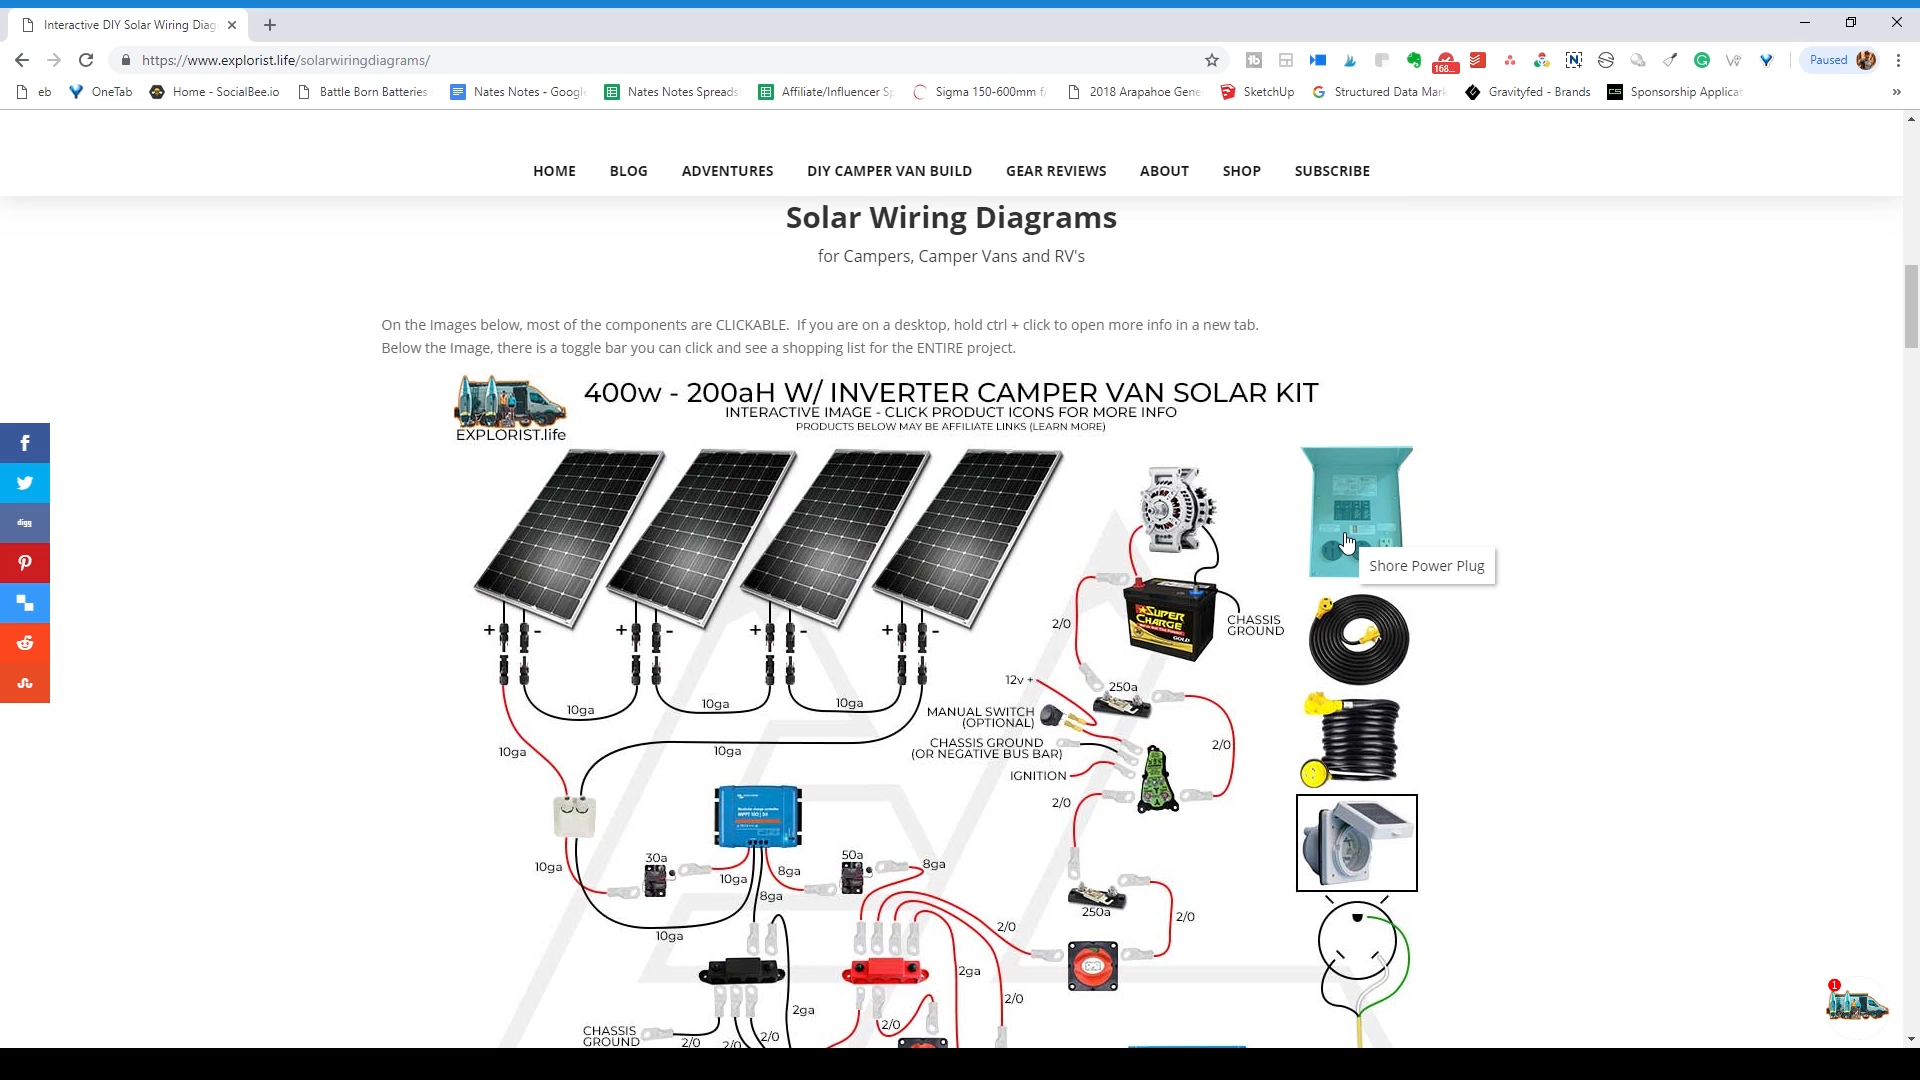 Interactive DIY Solar Wiring Diag
https://www.explorist.life/solarwiringdiagrams/
168...
Paused
eb
OneTab
Home - SocialBee.io
Battle Born Batteries
Nates Notes - Google
Nates Notes Spreads
Affiliate/Influencer Sp
Sigma 150-600mm f/
2018 Arapahoe Gene
SketchUp
Structured Data Mark
Gravityfed - Brands
Sponsorship Applicat
HOME
BLOG
ADVENTURES
DIY CAMPER VAN BUILD
GEAR REVIEWS
ABOUT
SHOP
SUBSCRIBE
Solar Wiring Diagrams
for Campers, Camper Vans and RV's
On the Images below, most of the components are CLICKABLE.  If you are on a desktop, hold ctrl + click to open more info in a new tab.
Below the Image, there is a toggle bar you can click and see a shopping list for the ENTIRE project.
400w - 200aH W/ INVERTER CAMPER VAN SOLAR KIT
INTERACTIVE IMAGE - CLICK PRODUCT ICONS FOR MORE INFO
PRODUCTS BELOW MAY BE AFFILIATE LINKS (LEARN MORE)
EXPLORIST.life
digg
Shore Power Plug
SUPER
CHARGE
GOLD
CHASSIS
GROUND
2/0
+ -
+ -
+ -
+ -
12v +
250a
10ga
10ga
10ga
MANUAL SWITCH
(OPTIONAL)
CHASSIS GROUND
(OR NEGATIVE BUS BAR)
2/0
10ga
10ga
IGNITION
2/0
30a
50a
10ga
10ga
8ga
8ga
8ga
250a
2/0
2/0
10ga
2ga
2/0
2ga
CHASSIS
GROUND
2/0
2/0
2/0
2/0
1